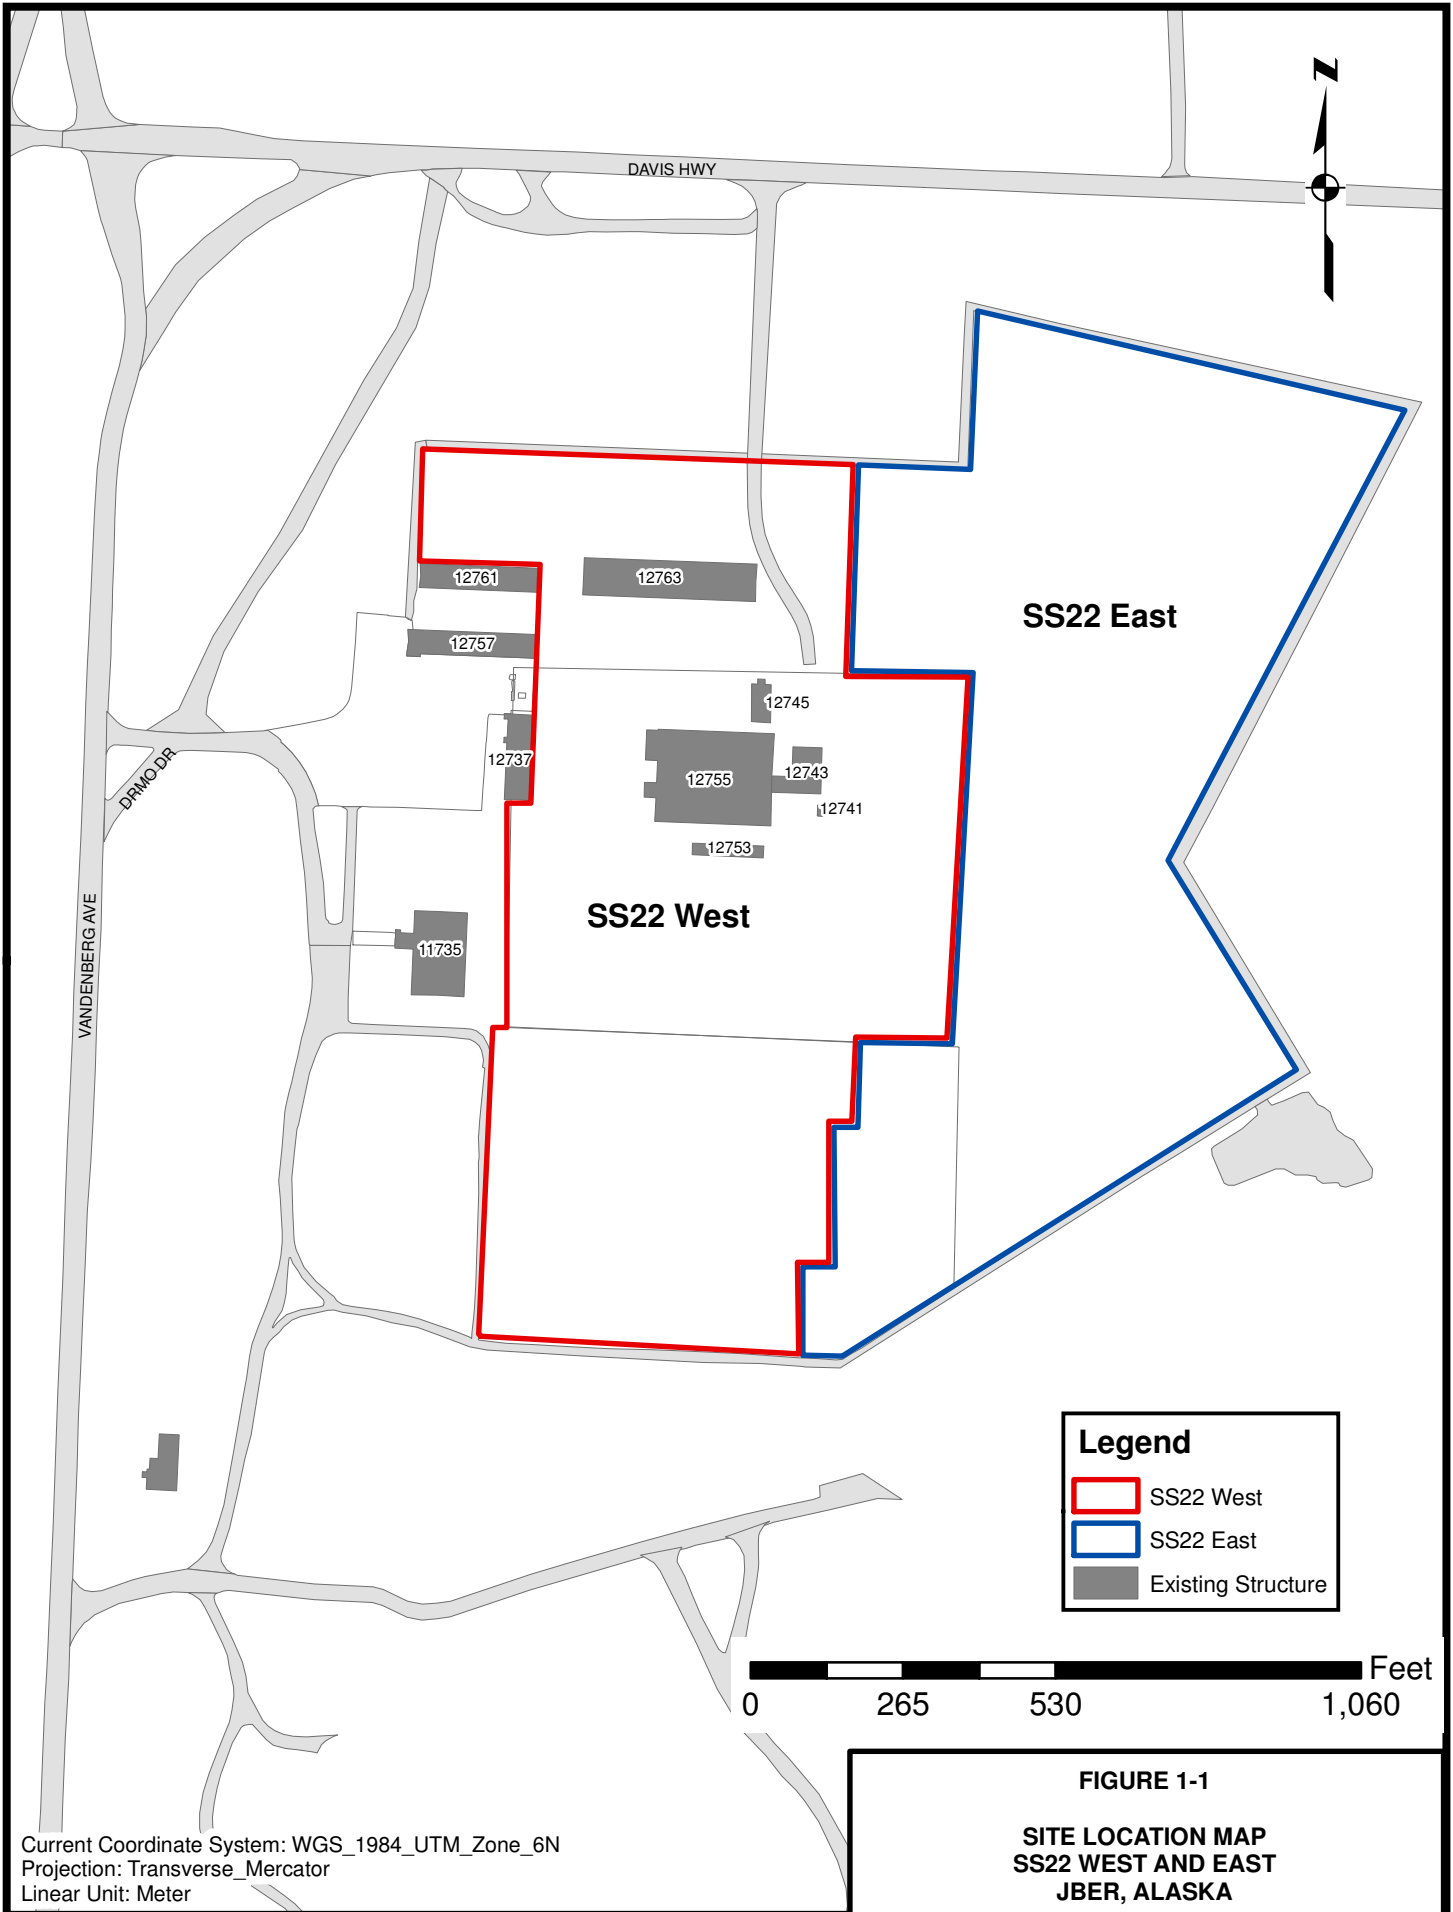 N
DAVIS HWY
SS22 East
12761
12763
12757
12745
12737
12755
12743
12741
12753
DRMO DR
SS22 West
VANDENBERG AVE
11735
Legend
SS22 West
SS22 East
Existing Structure
Feet
0 265 530 1,060
FIGURE 1-1
SITE LOCATION MAP
SS22 WEST AND EAST
JBER, ALASKA
Current Coordinate System: WGS_1984_UTM_Zone_6N
Projection: Transverse_Mercator
Linear Unit: Meter